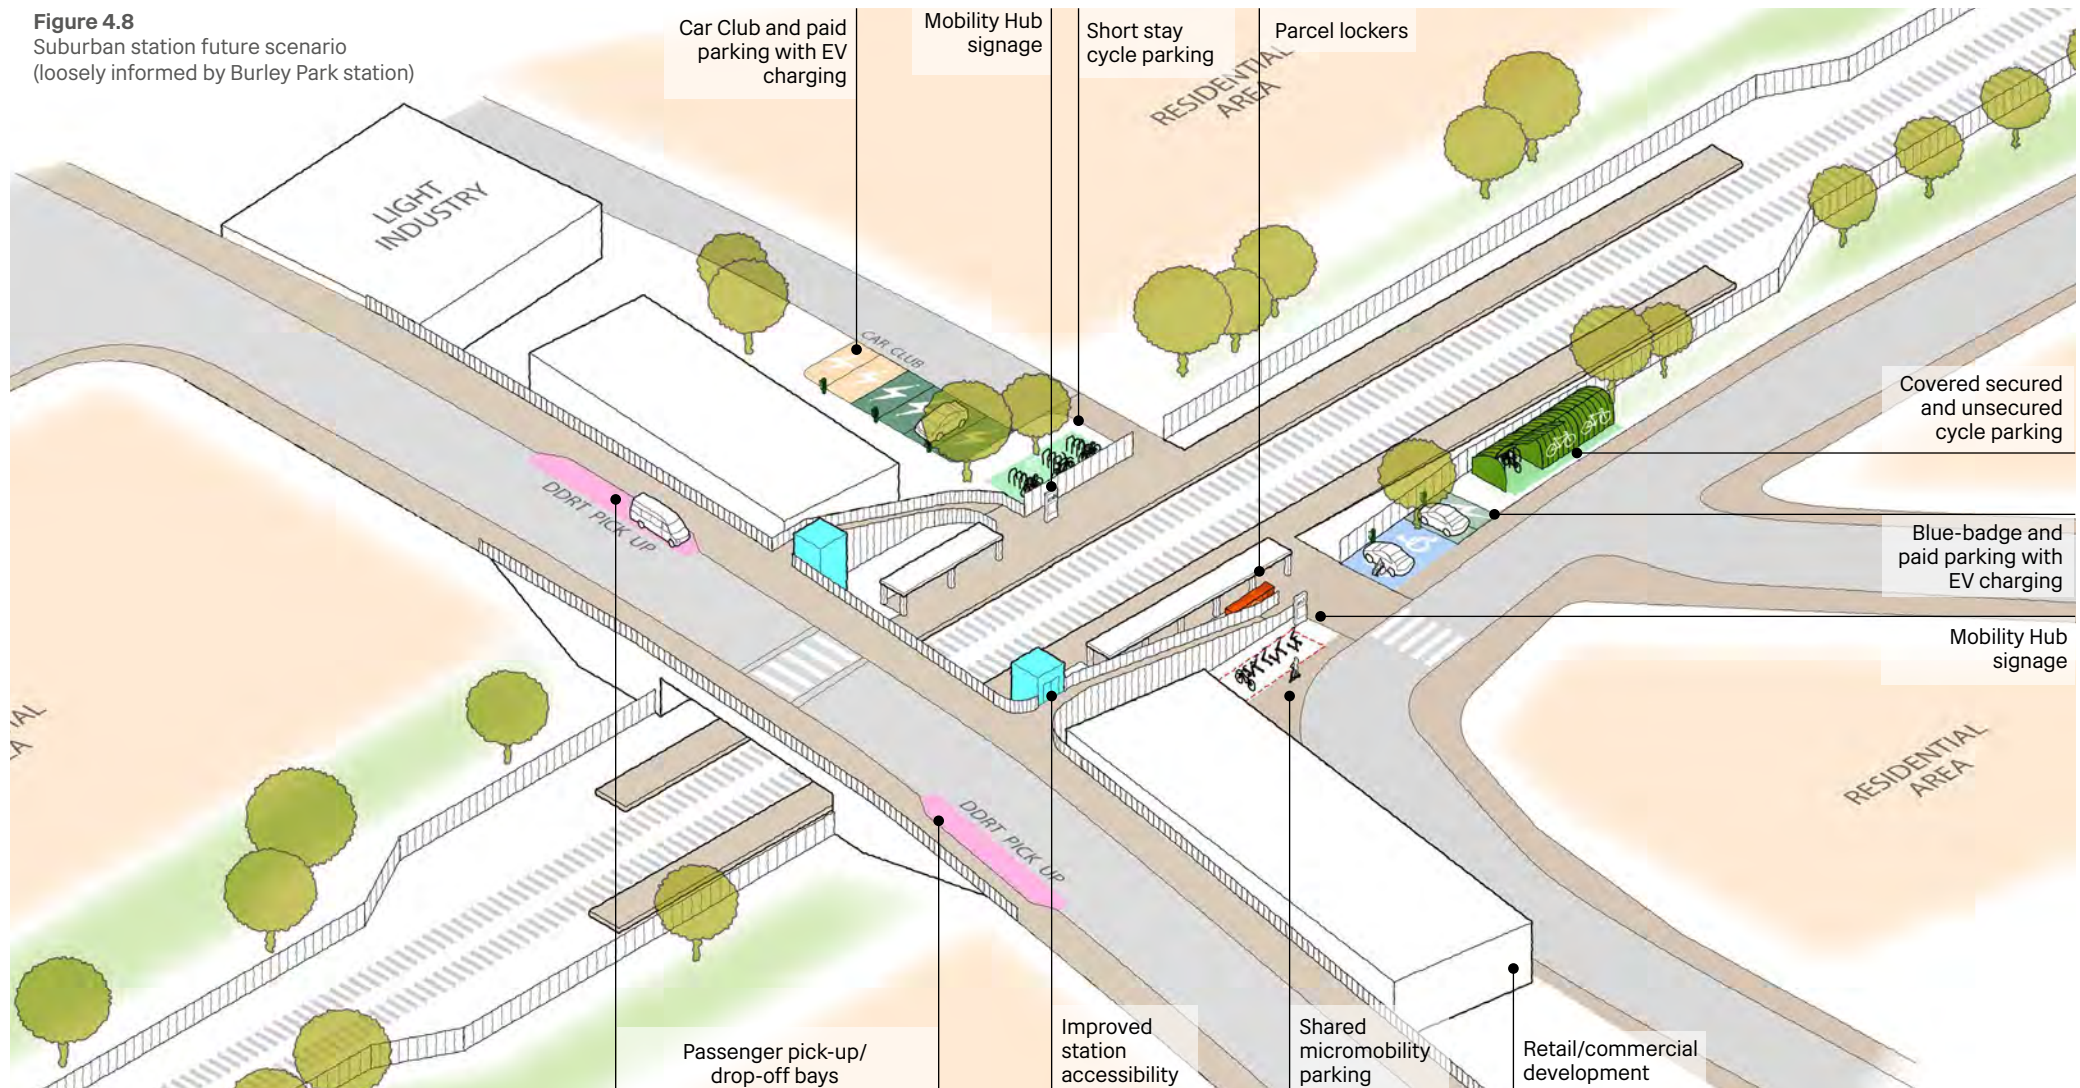 Figure 4.8
Suburban station future scenario
(loosely informed by Burley Park station)
Car Club and paid
parking with EV
charging
Mobility Hub
signage
Short stay
cycle parking
Parcel lockers
RESIDENTIAL
AREA
LIGHT
INDUSTRY
CAR CLUB
Covered secured
and unsecured
cycle parking
DDRT PICK UP
Blue-badge and
paid parking with
EV charging
Mobility Hub
signage
RESIDENTIAL
AREA
DDRT PICK UP
Passenger pick-up/
drop-off bays
Improved
station
accessibility
Shared
micromobility
parking
Retail/commercial
development